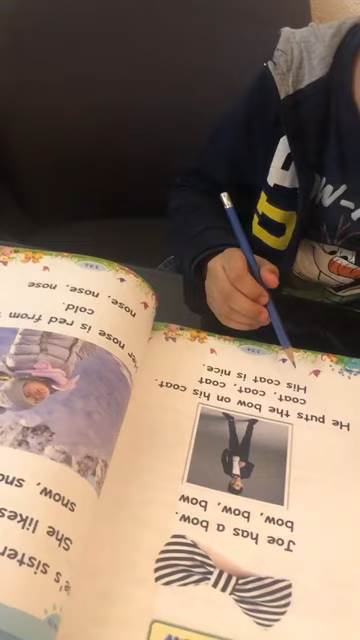 e's sister
She likes
snow, sno
nose is red from
cold.
nose, nose, nose
Joe has a bow.
bow, bow, bow
He puts the bow on his coat.
coat, coat, coat
His coat is nice.